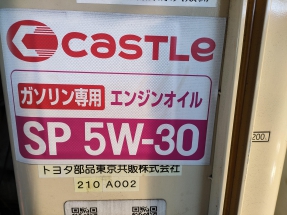 CASTLE
ガソリン専用 エンジンオイル
SP 5W-30
トヨタ部品東京共販株式会社
210 A002
200